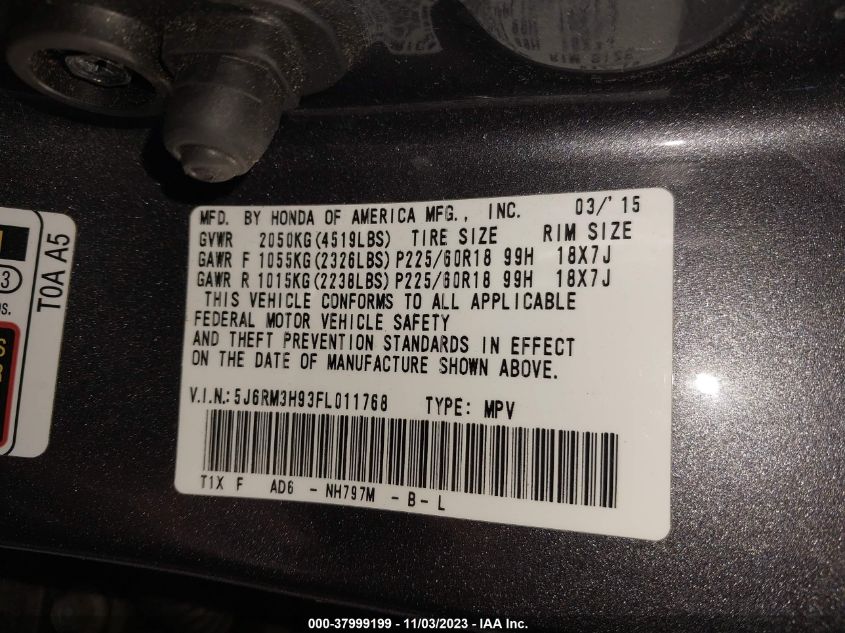 MFD. BY HONDA OF AMERICA MFG., INC. 03/'15
GVWR 2050KG(4519LBS) TIRE SIZE RIM SIZE
GAWR F 1055KG(2326LBS) P225/60R18 99H 18X7J
GAWR R 1015KG(2238LBS) P225/60R18 99H 18X7J
THIS VEHICLE CONFORMS TO ALL APPLICABLE
FEDERAL MOTOR VEHICLE SAFETY
AND THEFT PREVENTION STANDARDS IN EFFECT
ON THE DATE OF MANUFACTURE SHOWN ABOVE.
V.I.N.: 5J6RM3H93FL011768 TYPE: MPV
T1X F AD6 - NH797M - B - L
T0A A5
000-37999199 - 11/03/2023 - IAA Inc.